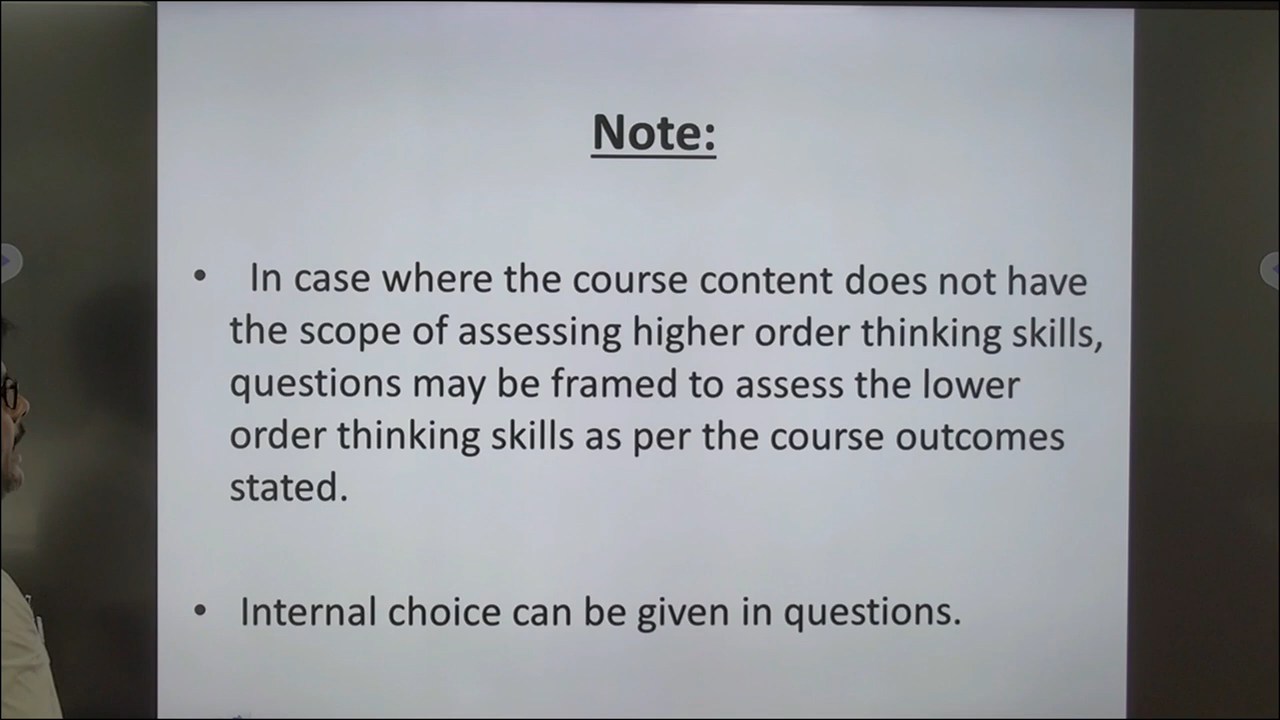 Note:
• In case where the course content does not have
the scope of assessing higher order thinking skills,
questions may be framed to assess the lower
order thinking skills as per the course outcomes
stated.
• Internal choice can be given in questions.